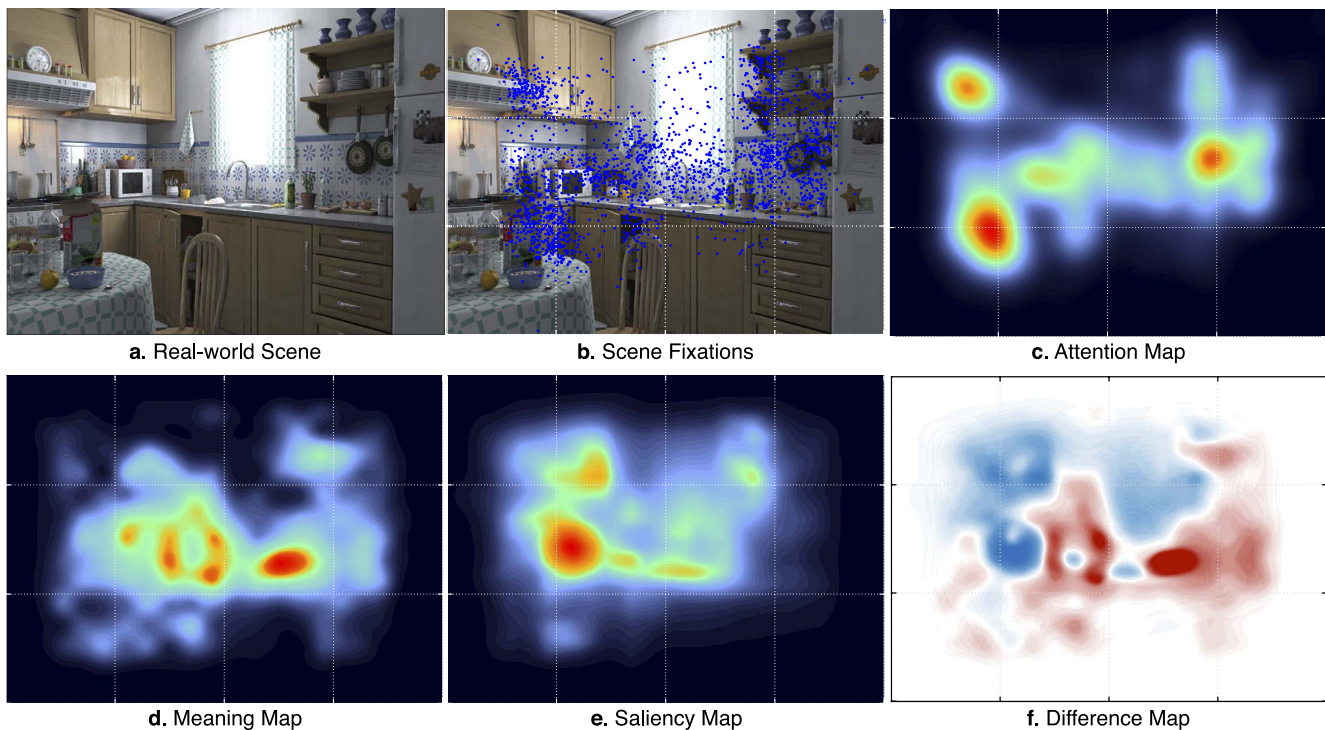 a. Real-world Scene
b. Scene Fixations
c. Attention Map
d. Meaning Map
e. Saliency Map
f. Difference Map